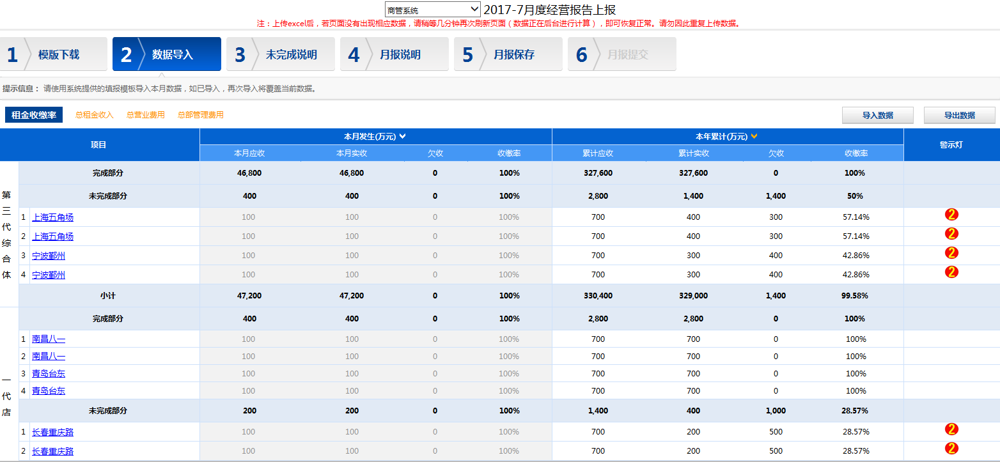 商管系统 2017-7月度经营报告上报
注：上传excel后，若页面没有出现相应数据，请稍等几分钟再次刷新页面（数据正在后台进行计算），即可恢复正常。请勿因此重复上传数据。
1 模版下载 2 数据导入 3 未完成说明 4 月报说明 5 月报保存 6 月报提交
提示信息： 请使用系统提供的填报模板导入本月数据，如已导入，再次导入将覆盖当前数据。
租金收缴率 总租金收入 总营业费用 总部管理费用 导入数据 导出数据
项目 本月发生(万元) 本年累计(万元) 警示灯
本月应收 本月实收 欠收 收缴率 累计应收 累计实收 欠收 收缴率
第三代综合体
完成部分 46,800 46,800 0 100% 327,600 327,600 0 100%
未完成部分 400 400 0 100% 2,800 1,400 1,400 50%
1 上海五角场 100 100 0 100% 700 400 300 57.14% 2
2 上海五角场 100 100 0 100% 700 400 300 57.14% 2
3 宁波鄞州 100 100 0 100% 700 300 400 42.86% 2
4 宁波鄞州 100 100 0 100% 700 300 400 42.86% 2
小计 47,200 47,200 0 100% 330,400 329,000 1,400 99.58%
一代店
完成部分 400 400 0 100% 2,800 2,800 0 100%
1 南昌八一 100 100 0 100% 700 700 0 100%
2 南昌八一 100 100 0 100% 700 700 0 100%
3 青岛台东 100 100 0 100% 700 700 0 100%
4 青岛台东 100 100 0 100% 700 700 0 100%
未完成部分 200 200 0 100% 1,400 400 1,000 28.57%
1 长春重庆路 100 100 0 100% 700 200 500 28.57% 2
2 长春重庆路 100 100 0 100% 700 200 500 28.57% 2